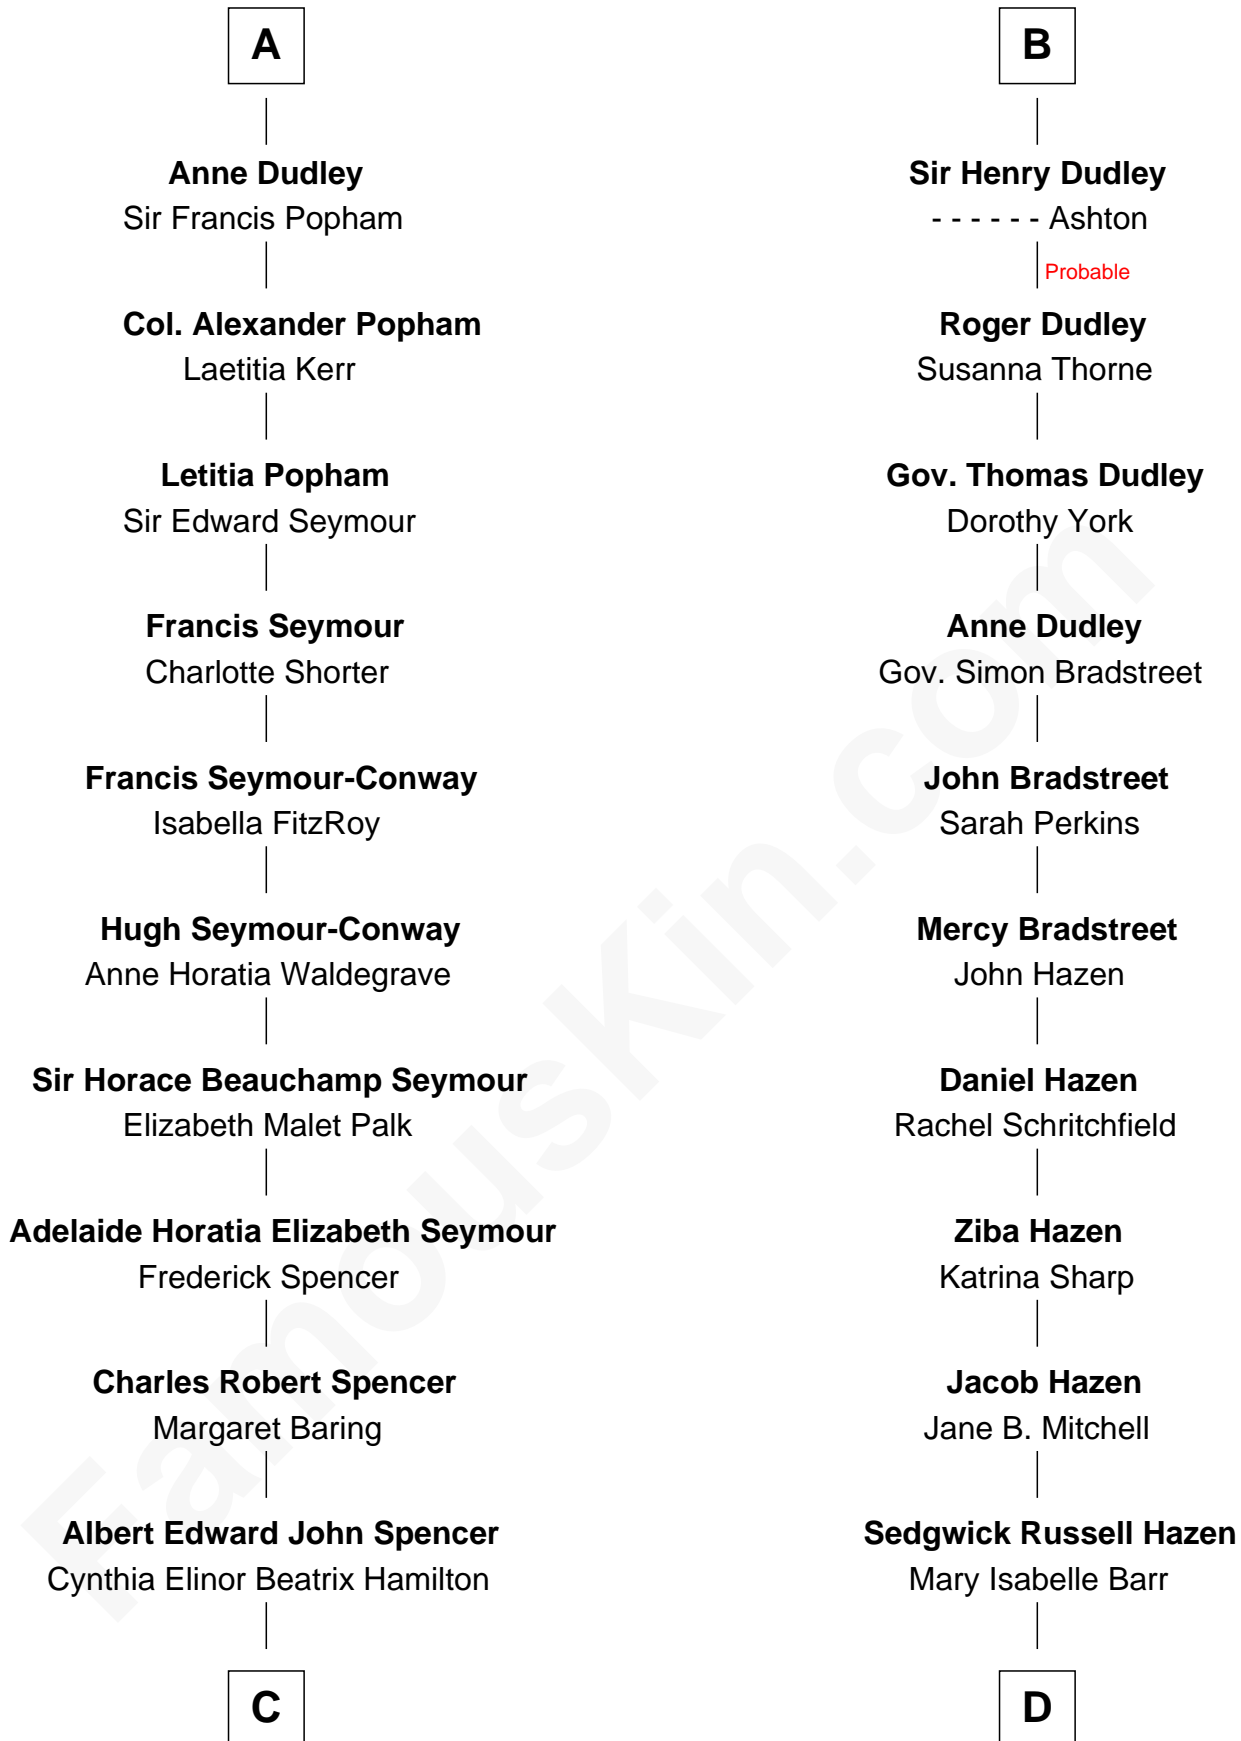 A
Anne Dudley
Sir Francis Popham
Col. Alexander Popham
Laetitia Kerr
Letitia Popham
Sir Edward Seymour
Francis Seymour
Charlotte Shorter
Francis Seymour-Conway
Isabella FitzRoy
Hugh Seymour-Conway
Anne Horatia Waldegrave
Sir Horace Beauchamp Seymour
Elizabeth Malet Palk
Adelaide Horatia Elizabeth Seymour
Frederick Spencer
Charles Robert Spencer
Margaret Baring
Albert Edward John Spencer
Cynthia Elinor Beatrix Hamilton
C
B
Sir Henry Dudley
- - - - - - Ashton
Probable
Roger Dudley
Susanna Thorne
Gov. Thomas Dudley
Dorothy York
Anne Dudley
Gov. Simon Bradstreet
John Bradstreet
Sarah Perkins
Mercy Bradstreet
John Hazen
Daniel Hazen
Rachel Schritchfield
Ziba Hazen
Katrina Sharp
Jacob Hazen
Jane B. Mitchell
Sedgwick Russell Hazen
Mary Isabelle Barr
D
FamousKin.com